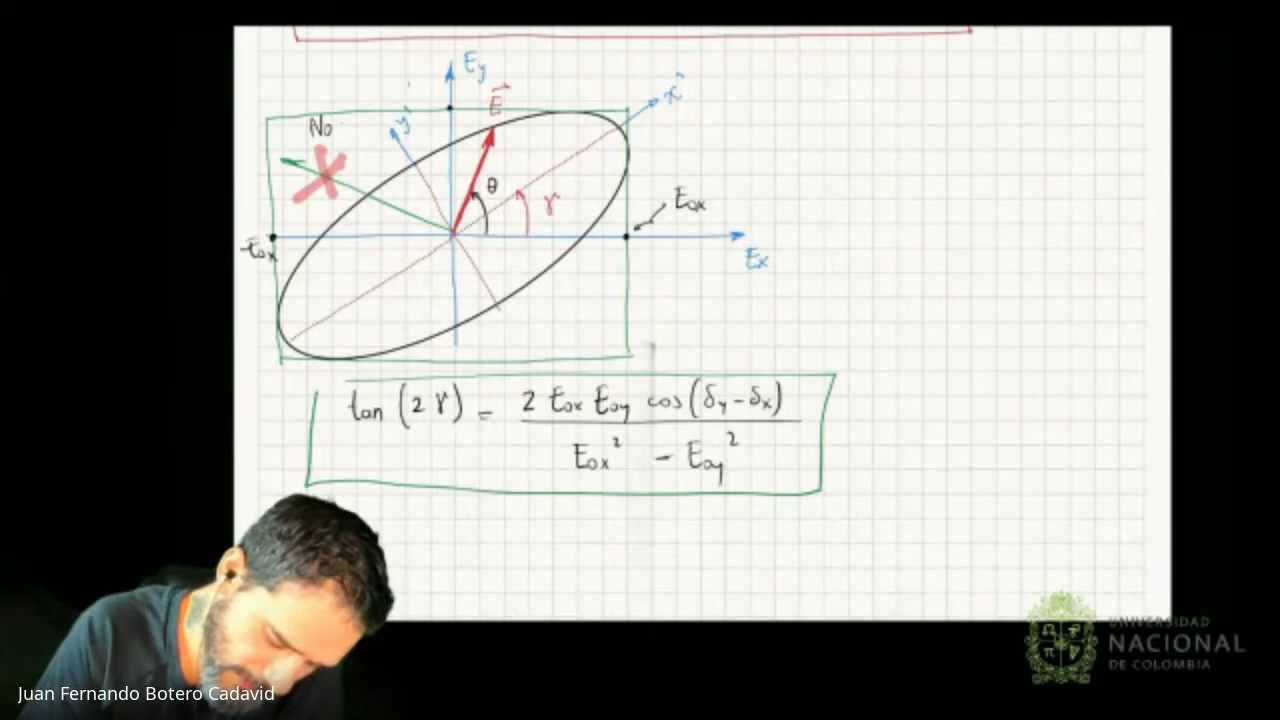 Ey
x'
E
y'
No
θ
γ
Eox
-Eox
Ex
tan (2γ) = 2 Eox Eoy cos(δy - δx)
Eox² - Eoy²
UNIVERSIDAD
NACIONAL
DE COLOMBIA
Juan Fernando Botero Cadavid